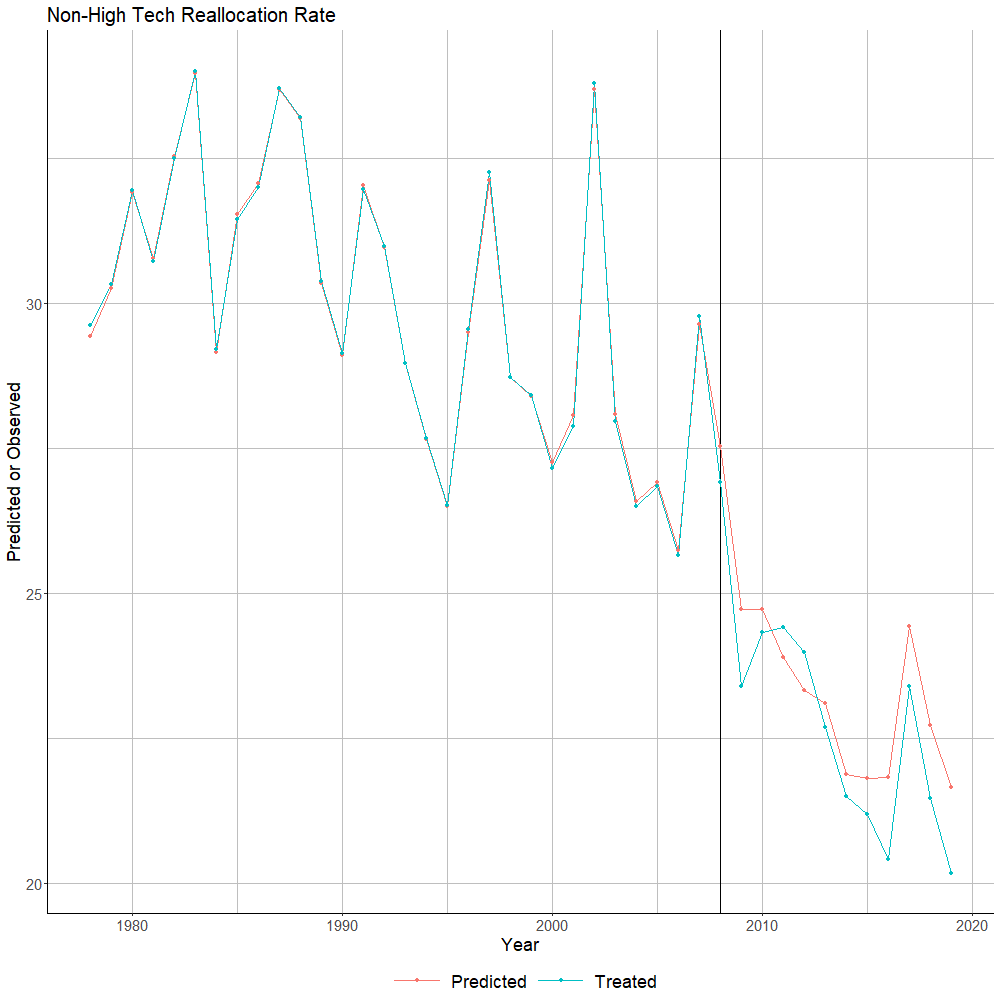 Non-High Tech Reallocation Rate
Predicted or Observed
30
25
20
1980 1990 2000 2010 2020
Year
Predicted Treated